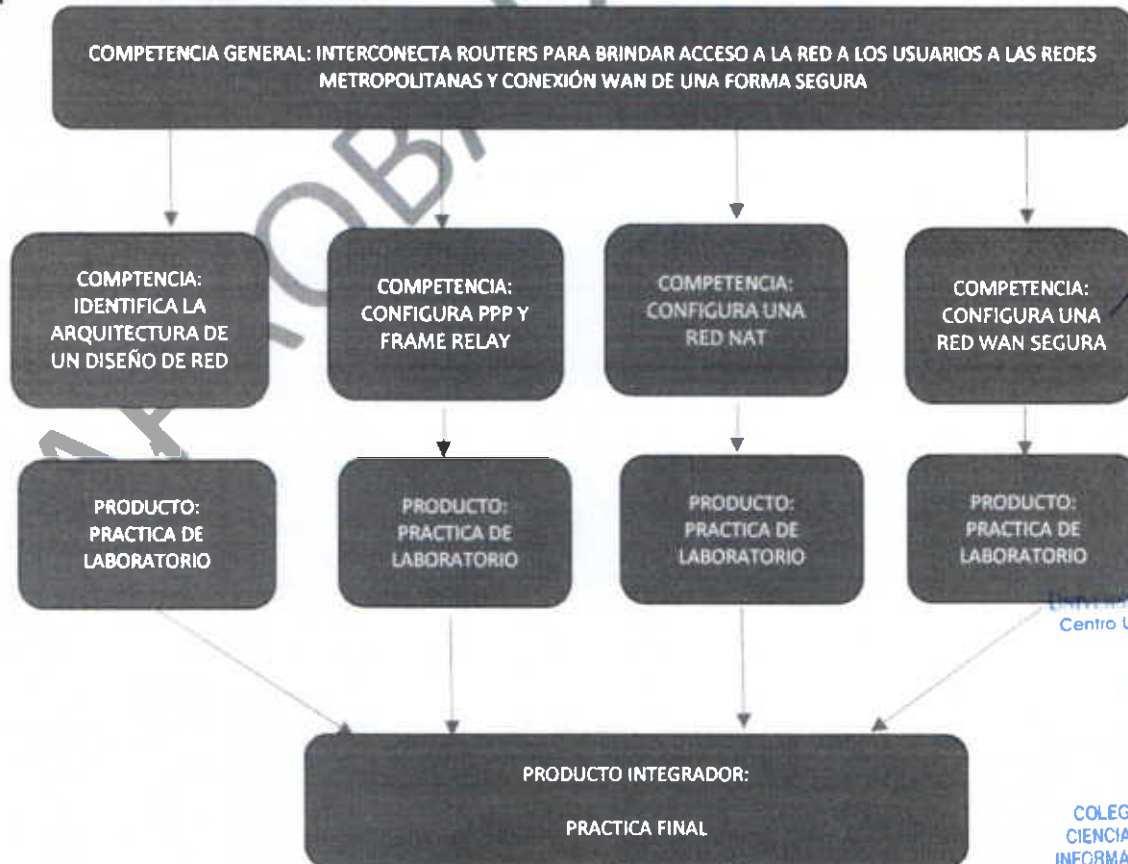 COMPETENCIA GENERAL: INTERCONECTA ROUTERS PARA BRINDAR ACCESO A LA RED A LOS USUARIOS A LAS REDES
METROPOLITANAS Y CONEXIÓN WAN DE UNA FORMA SEGURA
COMPTENCIA:
IDENTIFICA LA
ARQUITECTURA DE
UN DISEÑO DE RED
COMPETENCIA:
CONFIGURA PPP Y
FRAME RELAY
COMPETENCIA:
CONFIGURA UNA
RED NAT
COMPETENCIA:
CONFIGURA UNA
RED WAN SEGURA
PRODUCTO:
PRACTICA DE
LABORATORIO
PRODUCTO:
PRACTICA DE
LABORATORIO
PRODUCTO:
PRACTICA DE
LABORATORIO
PRODUCTO:
PRACTICA DE
LABORATORIO
Centro U
PRODUCTO INTEGRADOR:
PRACTICA FINAL
COLEG
CIENCIA
INFORMA